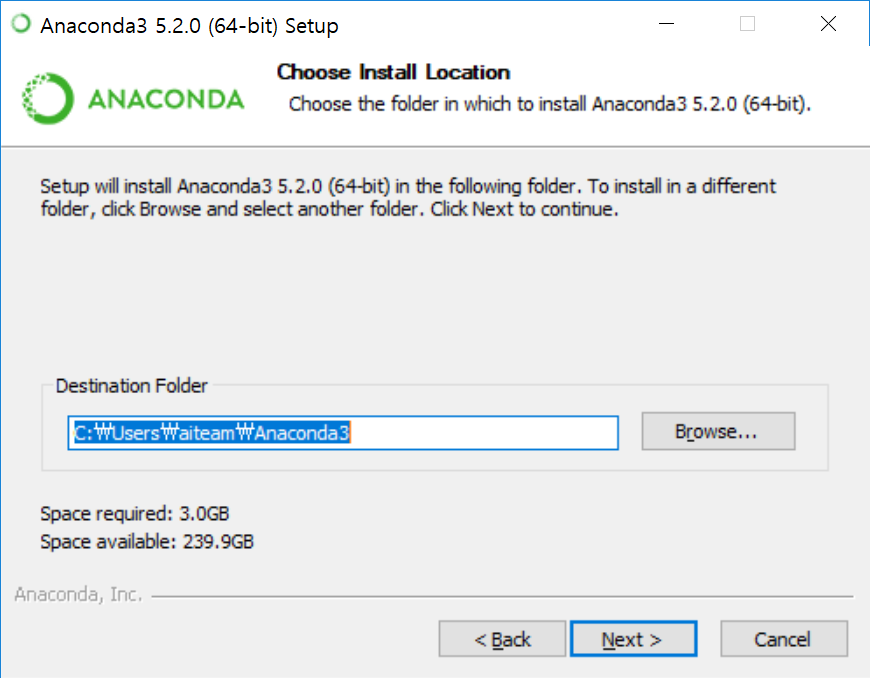 Anaconda3 5.2.0 (64-bit) Setup
ANACONDA
Choose Install Location
Choose the folder in which to install Anaconda3 5.2.0 (64-bit).
Setup will install Anaconda3 5.2.0 (64-bit) in the following folder. To install in a different
folder, click Browse and select another folder. Click Next to continue.
Destination Folder
C:₩Users₩aiteam₩Anaconda3
Browse...
Space required: 3.0GB
Space available: 239.9GB
Anaconda, Inc.
< Back
Next >
Cancel